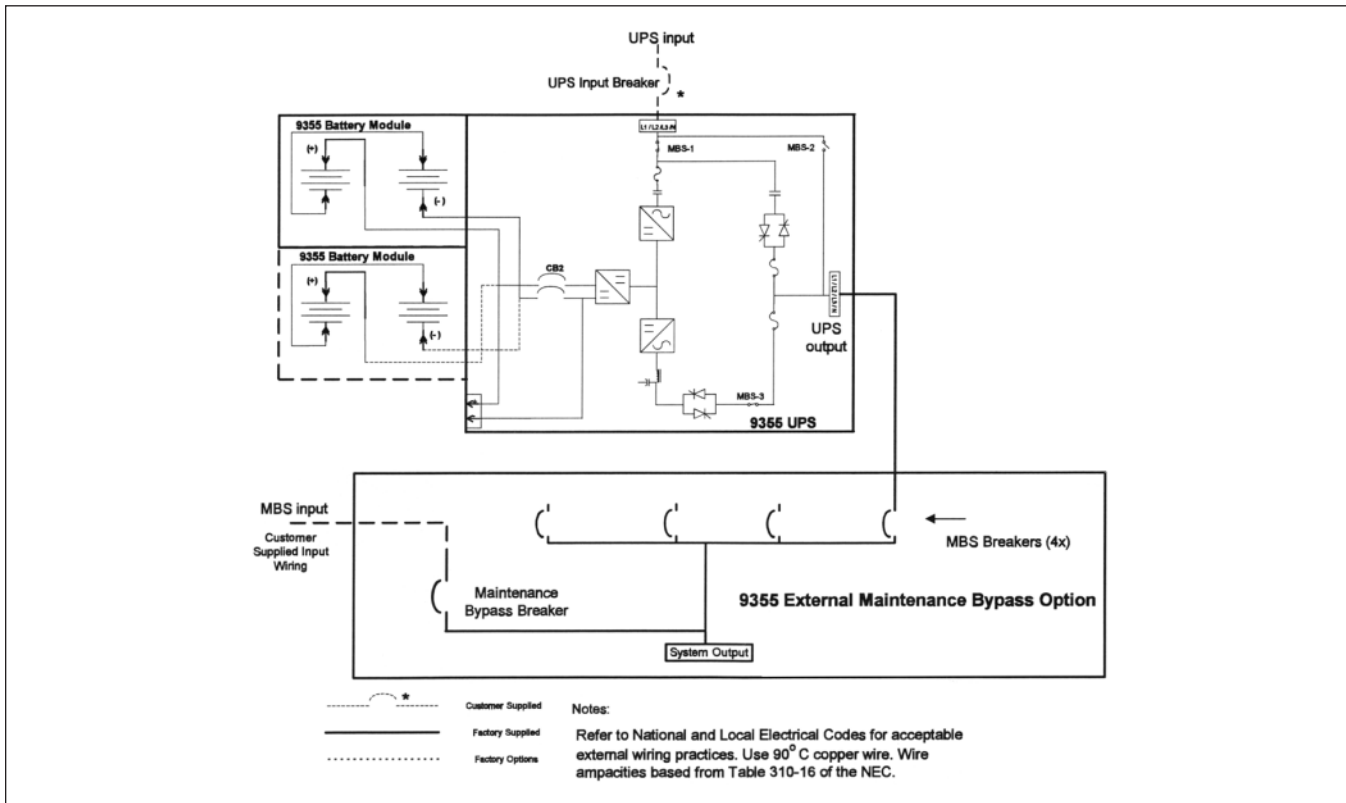 UPS input
UPS Input Breaker
*
9355 Battery Module
(+)
(-)
L1 / L2 /L3 /N
MBS-1
MBS-2
9355 Battery Module
(+)
(-)
CB2
L1 / L2 / L3 / N
UPS
output
MBS-3
9355 UPS
MBS input
Customer
Supplied Input
Wiring
MBS Breakers (4x)
Maintenance
Bypass Breaker
9355 External Maintenance Bypass Option
System Output
*
Customer Supplied
Factory Supplied
Factory Options
Notes:
Refer to National and Local Electrical Codes for acceptable
external wiring practices. Use 90° C copper wire. Wire
ampacities based from Table 310-16 of the NEC.